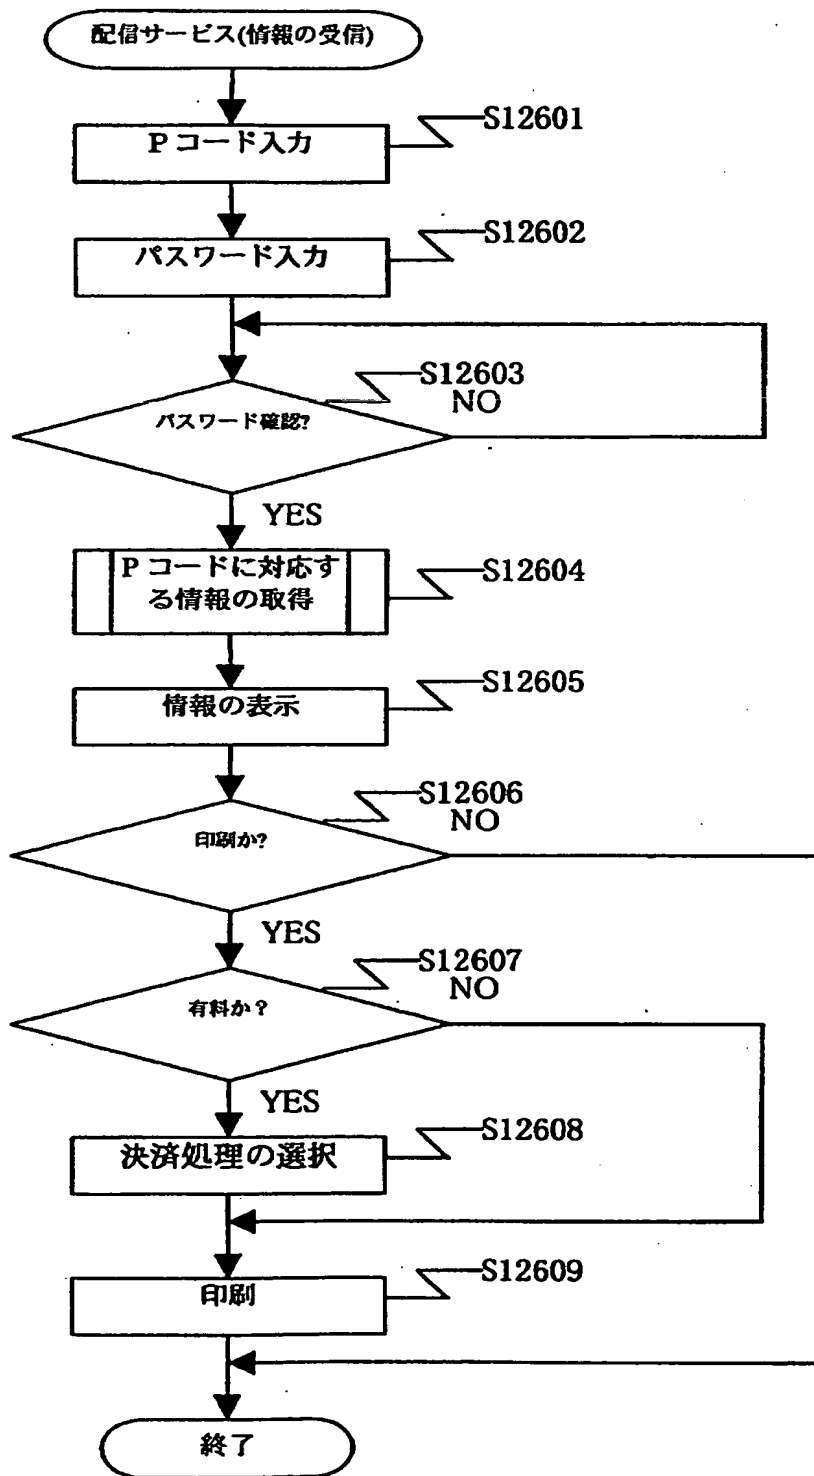 配信サービス(情報の受信)
Pコード入力
S12601
パスワード入力
S12602
S12603
NO
パスワード確認?
YES
Pコードに対応す
る情報の取得
S12604
情報の表示
S12605
S12606
NO
印刷か?
YES
S12607
NO
有料か?
YES
決済処理の選択
S12608
印刷
S12609
終了